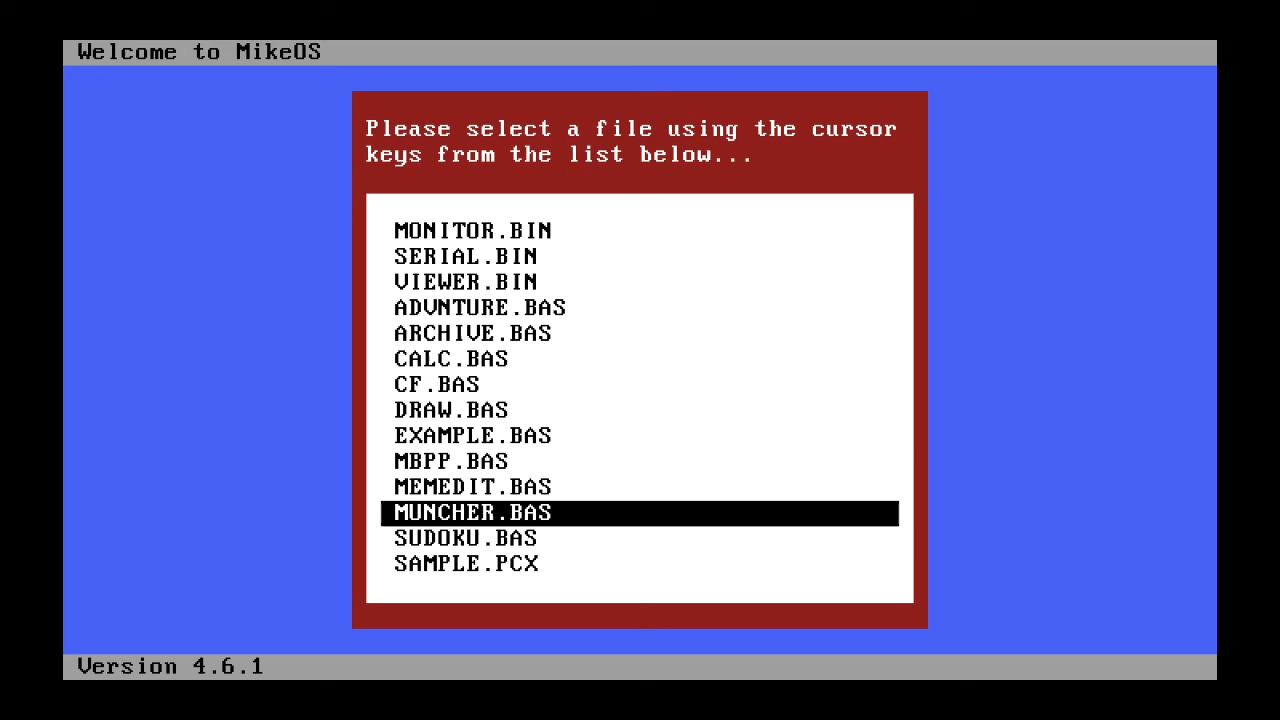 Welcome to MikeOS
Please select a file using the cursor
keys from the list below...
MONITOR.BIN
SERIAL.BIN
VIEWER.BIN
ADVNTURE.BAS
ARCHIVE.BAS
CALC.BAS
CF.BAS
DRAW.BAS
EXAMPLE.BAS
MBPP.BAS
MEMEDIT.BAS
MUNCHER.BAS
SUDOKU.BAS
SAMPLE.PCX
Version 4.6.1